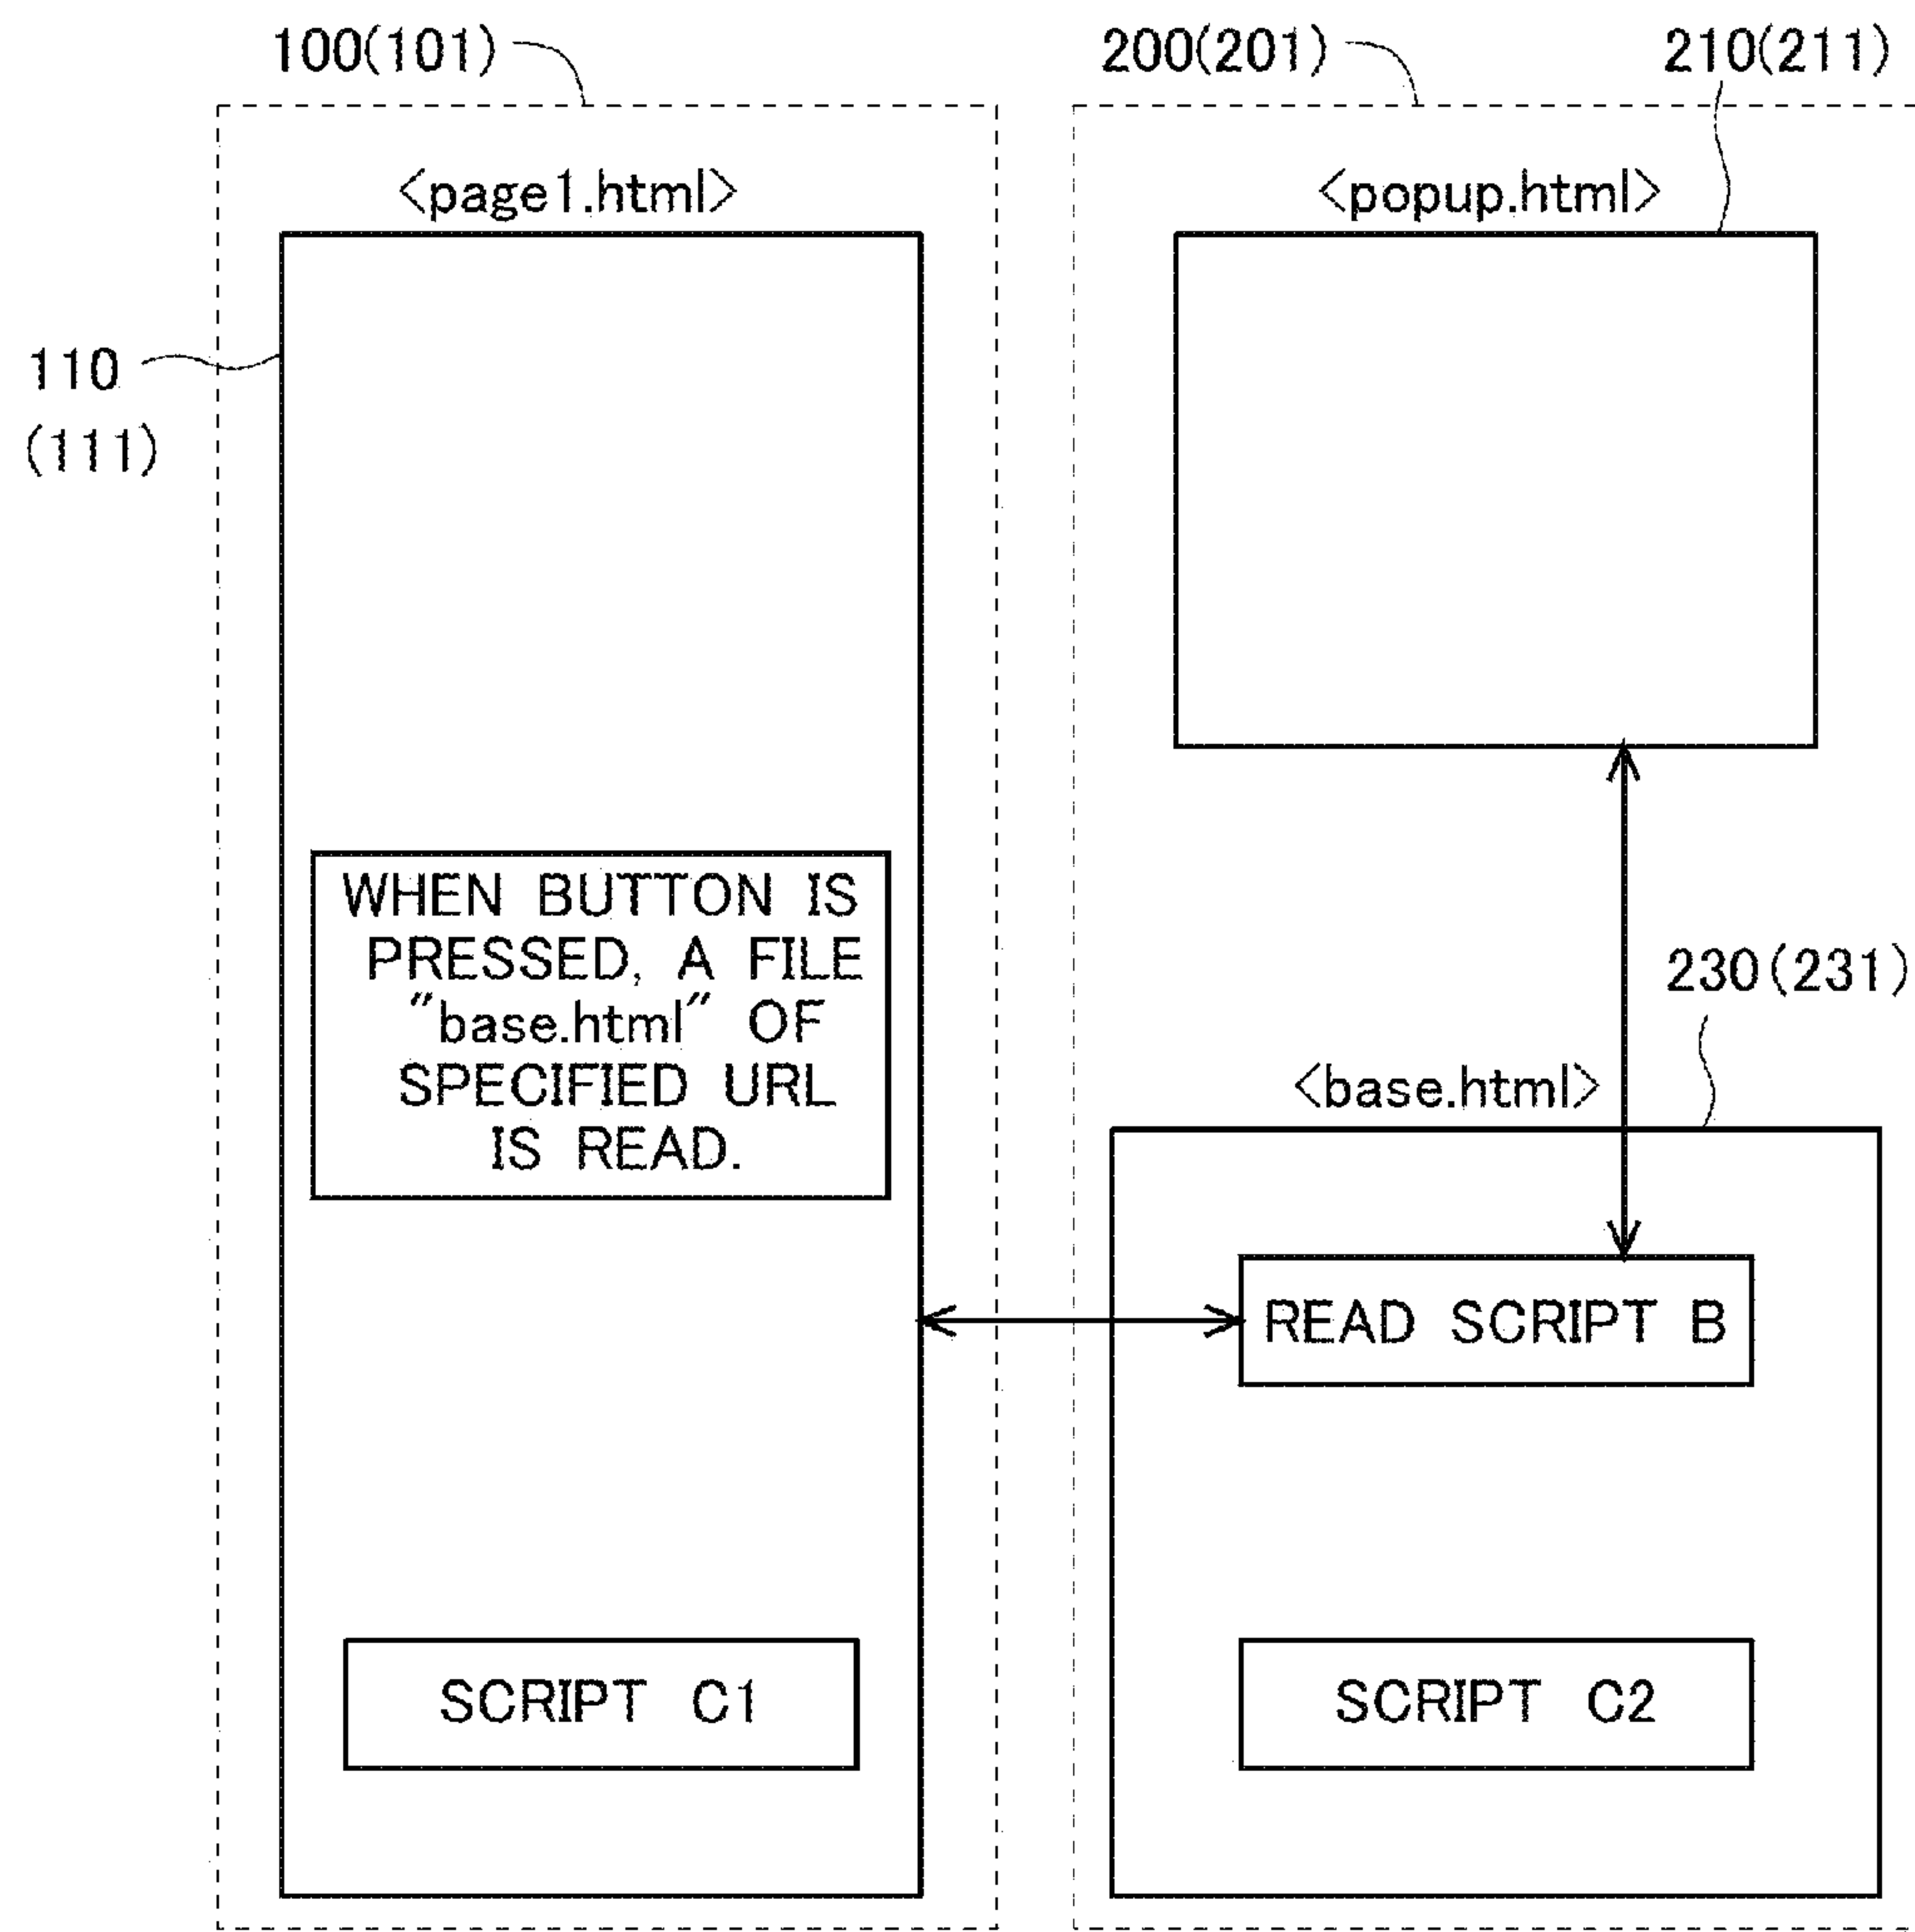 100(101)
200(201)
210(211)
<page1.html>
<popup.html>
110
(111)
WHEN BUTTON IS
PRESSED, A FILE
"base.html" OF
SPECIFIED URL
IS READ.
230(231)
<base.html>
READ SCRIPT B
SCRIPT C1
SCRIPT C2